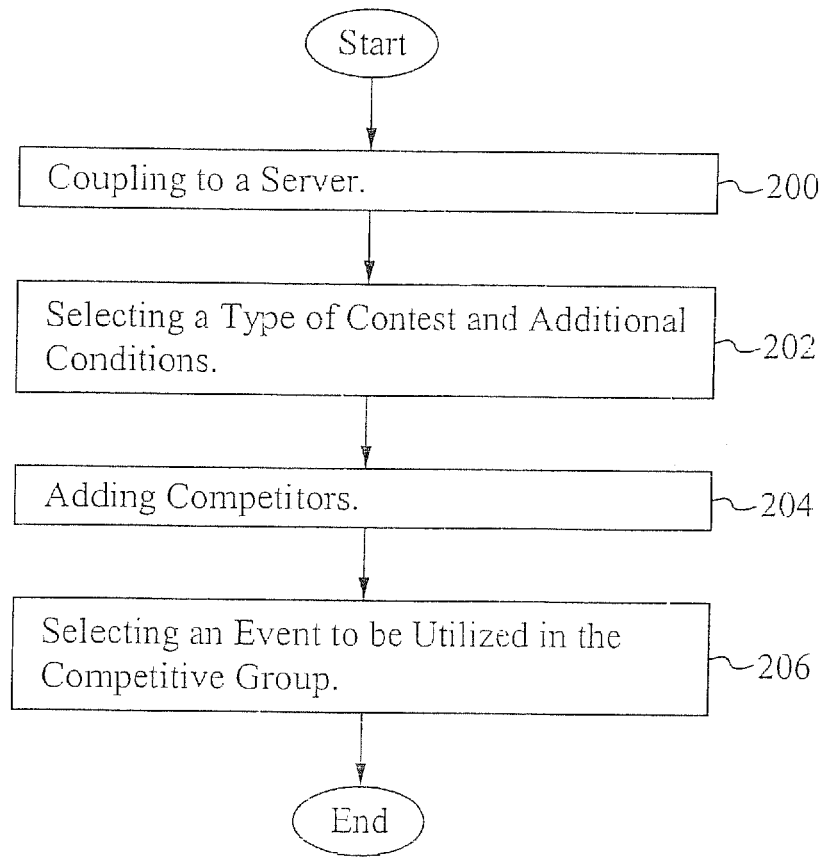 Start
Coupling to a Server.
200
Selecting a Type of Contest and Additional
Conditions.
202
Adding Competitors.
204
Selecting an Event to be Utilized in the
Competitive Group.
206
End